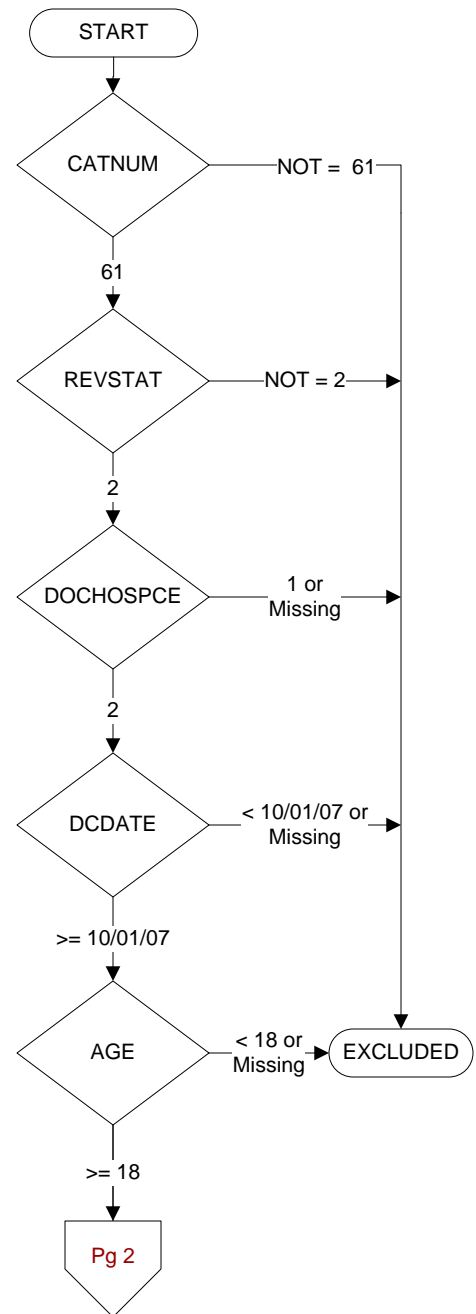 START
CATNUM
NOT = 61
61
REVSTAT
NOT = 2
2
DOCHOSPCE
1 or
Missing
2
DCDATE
< 10/01/07 or
Missing
>= 10/01/07
AGE
< 18 or
Missing
EXCLUDED
>= 18
Pg 2